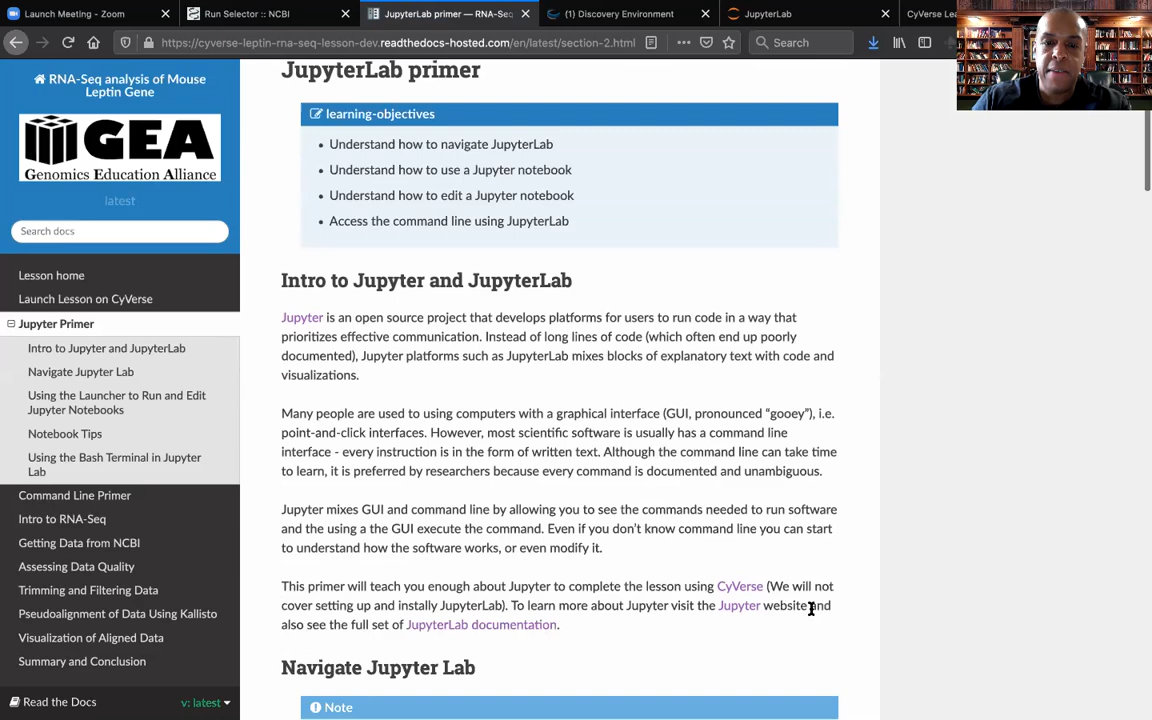 Launch Meeting - Zoom
Run Selector :: NCBI
JupyterLab primer — RNA-Seq
(1) Discovery Environment
JupyterLab
CyVerse Lea
https://cyverse-leptin-rna-seq-lesson-dev.readthedocs-hosted.com/en/latest/section-2.html
Search
RNA-Seq analysis of Mouse
Leptin Gene
GEA
Genomics Education Alliance
latest
Search docs
Lesson home
Launch Lesson on CyVerse
Jupyter Primer
Intro to Jupyter and JupyterLab
Navigate Jupyter Lab
Using the Launcher to Run and Edit
Jupyter Notebooks
Notebook Tips
Using the Bash Terminal in Jupyter
Lab
Command Line Primer
Intro to RNA-Seq
Getting Data from NCBI
Assessing Data Quality
Trimming and Filtering Data
Pseudoalignment of Data Using Kallisto
Visualization of Aligned Data
Summary and Conclusion
Read the Docs
v: latest
JupyterLab primer
learning-objectives
• Understand how to navigate JupyterLab
• Understand how to use a Jupyter notebook
• Understand how to edit a Jupyter notebook
• Access the command line using JupyterLab
Intro to Jupyter and JupyterLab
Jupyter is an open source project that develops platforms for users to run code in a way that
prioritizes effective communication. Instead of long lines of code (which often end up poorly
documented), Jupyter platforms such as JupyterLab mixes blocks of explanatory text with code and
visualizations.
Many people are used to using computers with a graphical interface (GUI, pronounced “gooey”), i.e.
point-and-click interfaces. However, most scientific software is usually has a command line
interface - every instruction is in the form of written text. Although the command line can take time
to learn, it is preferred by researchers because every command is documented and unambiguous.
Jupyter mixes GUI and command line by allowing you to see the commands needed to run software
and the using a the GUI execute the command. Even if you don’t know command line you can start
to understand how the software works, or even modify it.
This primer will teach you enough about Jupyter to complete the lesson using CyVerse (We will not
cover setting up and instally JupyterLab). To learn more about Jupyter visit the Jupyter website and
also see the full set of JupyterLab documentation.
Navigate Jupyter Lab
Note